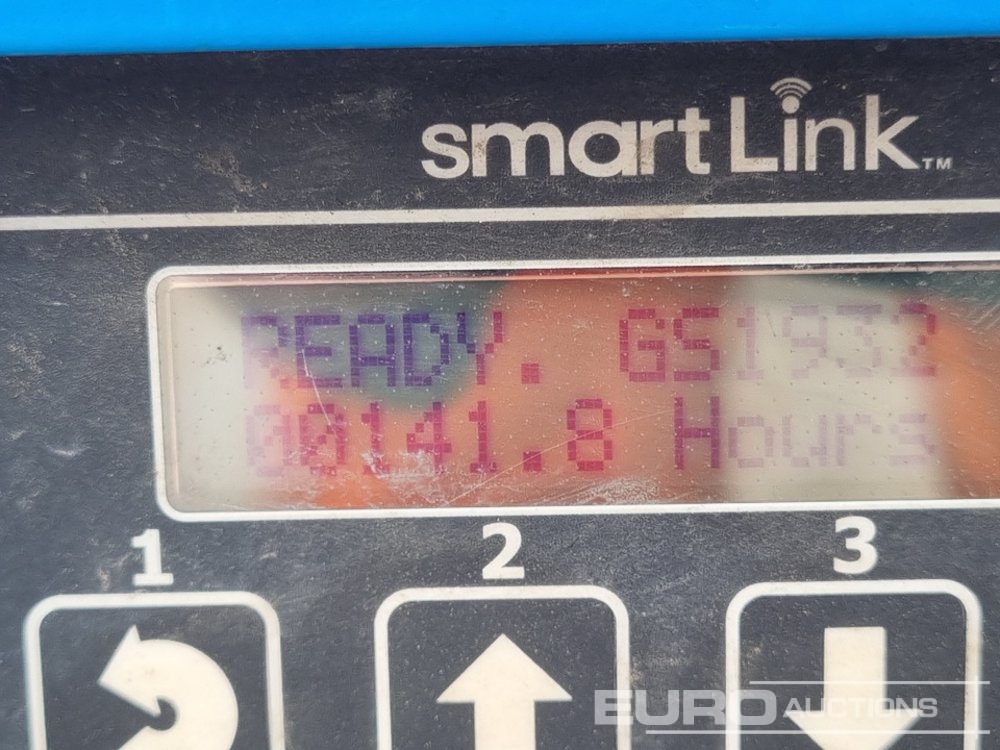 smart Link™
READY. GS1932
00141.8 Hours
1 2 3
EURO AUCTIONS